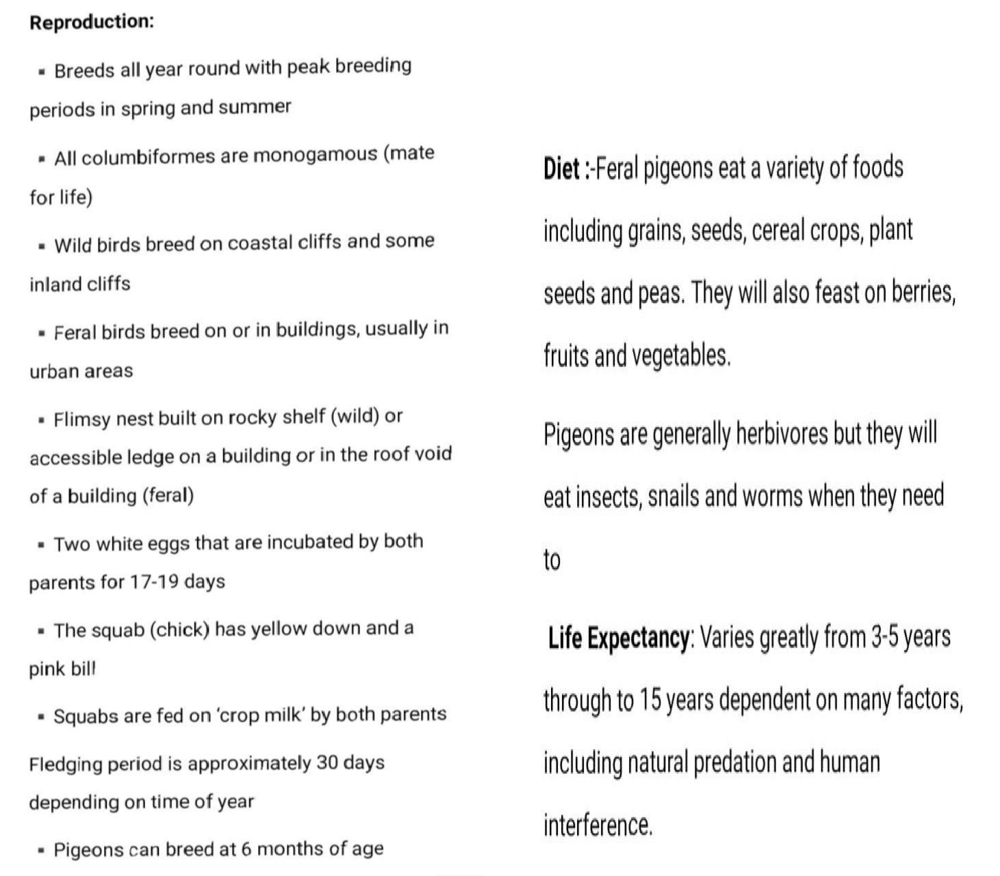 Reproduction:
▪ Breeds all year round with peak breeding
periods in spring and summer
▪ All columbiformes are monogamous (mate
for life)
▪ Wild birds breed on coastal cliffs and some
inland cliffs
▪ Feral birds breed on or in buildings, usually in
urban areas
▪ Flimsy nest built on rocky shelf (wild) or
accessible ledge on a building or in the roof void
of a building (feral)
▪ Two white eggs that are incubated by both
parents for 17-19 days
▪ The squab (chick) has yellow down and a
pink bill
▪ Squabs are fed on ‘crop milk’ by both parents
Fledging period is approximately 30 days
depending on time of year
▪ Pigeons can breed at 6 months of age
Diet :-Feral pigeons eat a variety of foods
including grains, seeds, cereal crops, plant
seeds and peas. They will also feast on berries,
fruits and vegetables.
Pigeons are generally herbivores but they will
eat insects, snails and worms when they need
to
Life Expectancy: Varies greatly from 3-5 years
through to 15 years dependent on many factors,
including natural predation and human
interference.